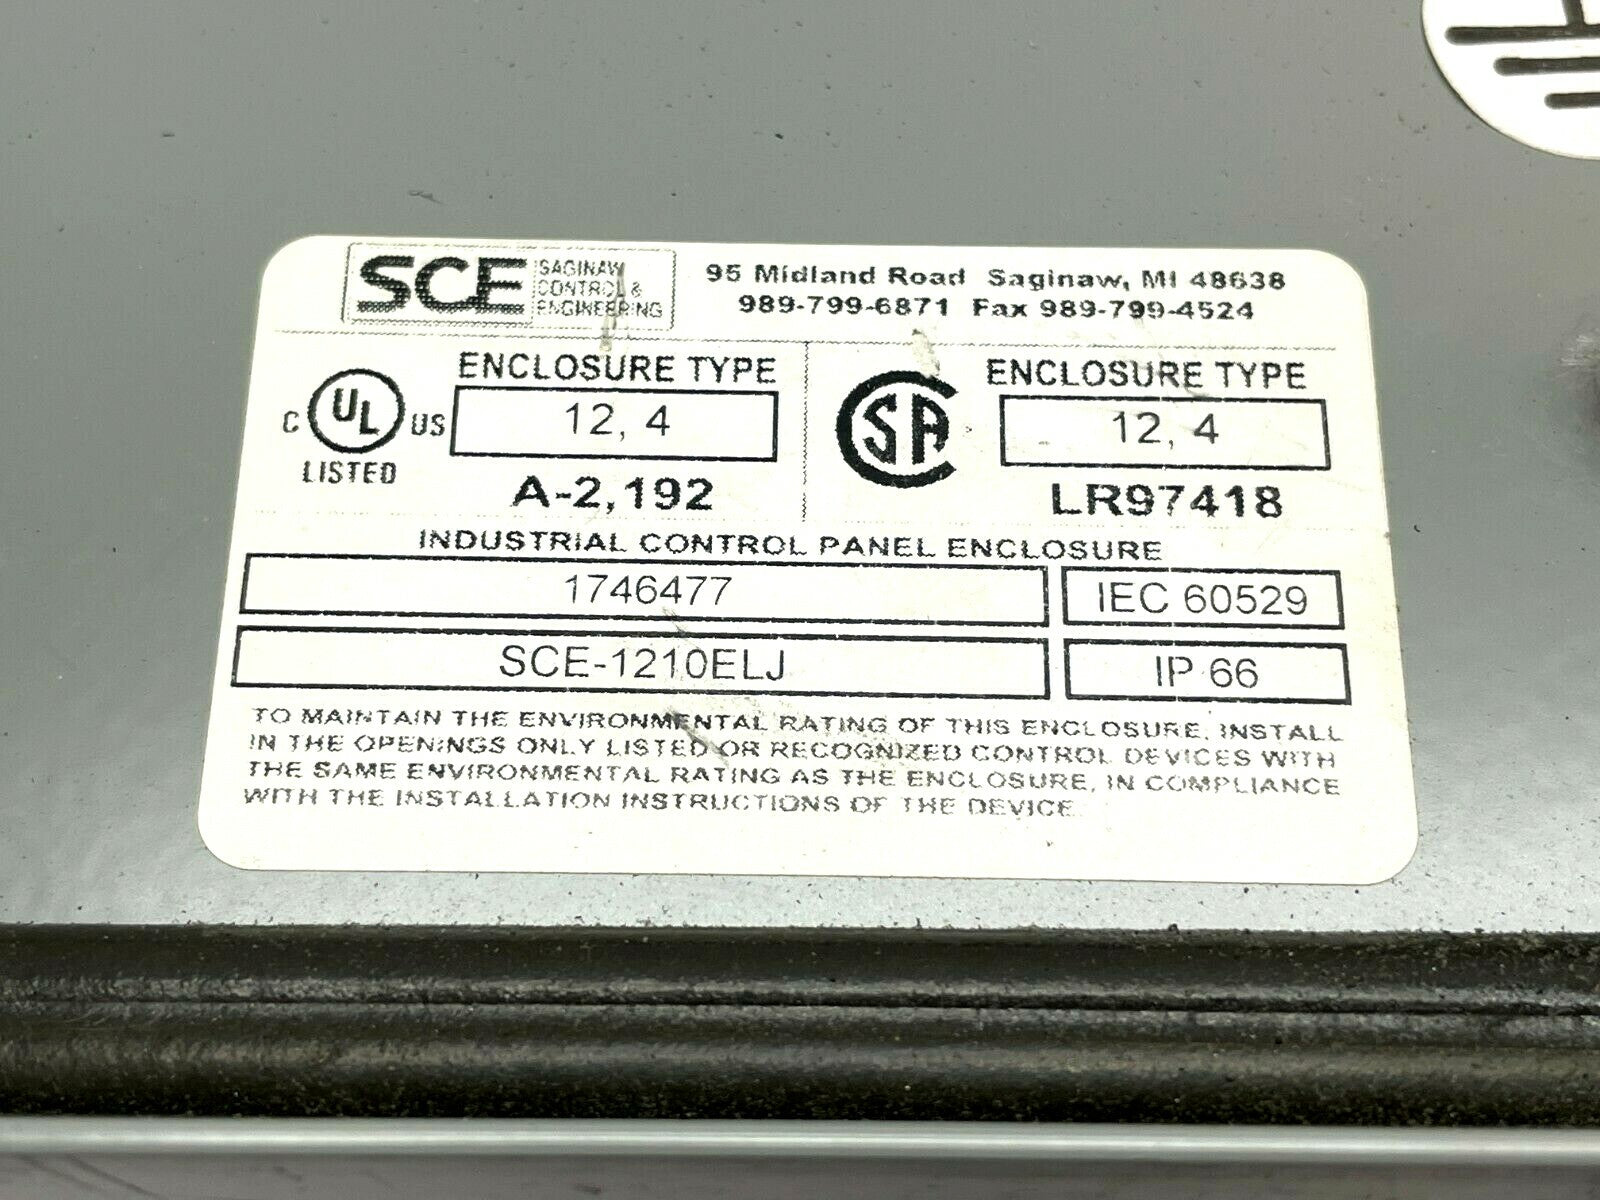 SCE SAGINAW CONTROL & ENGINEERING
95 Midland Road Saginaw, MI 48638
989-799-6871 Fax 989-799-4524
C UL US LISTED
ENCLOSURE TYPE
12, 4
A-2,192
CSA
ENCLOSURE TYPE
12, 4
LR97418
INDUSTRIAL CONTROL PANEL ENCLOSURE
1746477
IEC 60529
SCE-1210ELJ
IP 66
TO MAINTAIN THE ENVIRONMENTAL RATING OF THIS ENCLOSURE, INSTALL
IN THE OPENINGS ONLY LISTED OR RECOGNIZED CONTROL DEVICES WITH
THE SAME ENVIRONMENTAL RATING AS THE ENCLOSURE, IN COMPLIANCE
WITH THE INSTALLATION INSTRUCTIONS OF THE DEVICE.